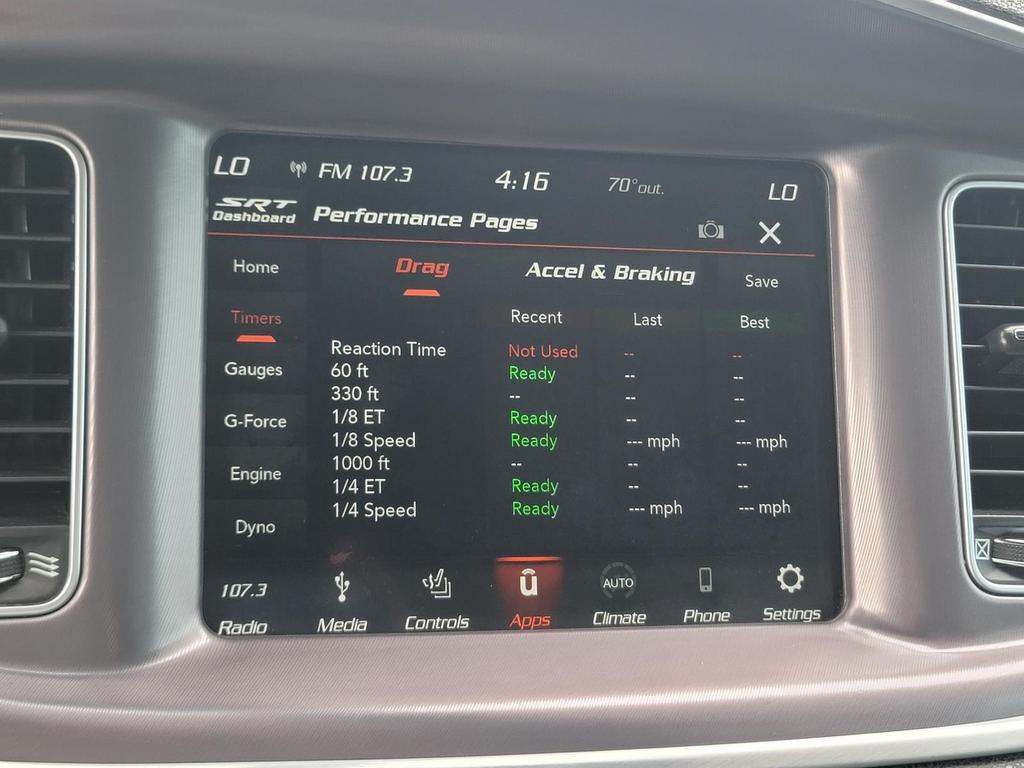 LO FM 107.3 4:16 70°out. LO
SRT
Dashboard Performance Pages X
Home Drag Accel & Braking Save
Timers Recent Last Best
Reaction Time Not Used -- --
Gauges 60 ft Ready -- --
330 ft -- -- --
G-Force 1/8 ET Ready -- --
1/8 Speed Ready --- mph --- mph
Engine 1000 ft -- -- --
1/4 ET Ready -- --
1/4 Speed Ready --- mph --- mph
Dyno
107.3 û AUTO
Radio Media Controls Apps Climate Phone Settings